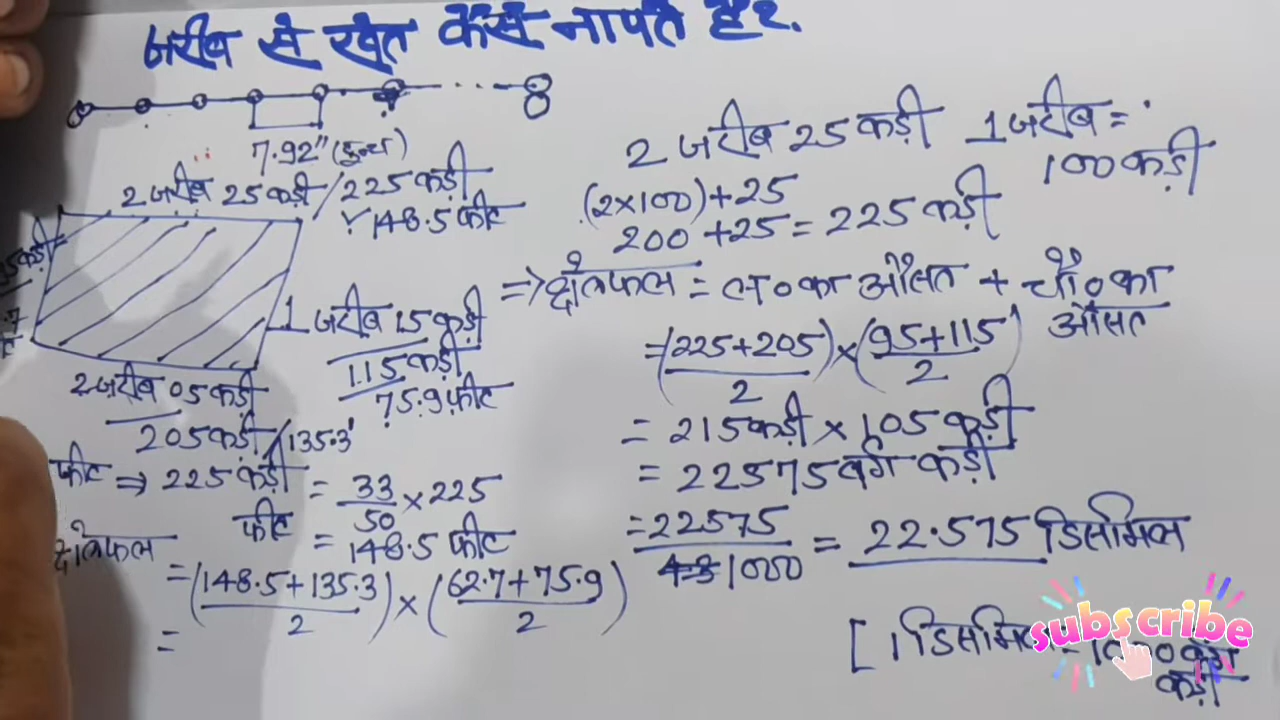 जरीब से खेत कैसे नापते हैं?.
7.92" (इन्च)
2 जरीब 25 कड़ी / 225 कड़ी
148.5 फीट
1 जरीब 15 कड़ी
115 कड़ी
75.9 फीट
2 जरीब 05 कड़ी
205 कड़ी / 135.3'
फीट ⇒ 225 कड़ी = 33/50 × 225
फीट = 148.5 फीट
क्षेत्रफल
= (148.5+135.3 / 2) × (62.7+75.9 / 2)
=
2 जरीब 25 कड़ी 1 जरीब =
100 कड़ी
(2×100)+25
200 +25 = 225 कड़ी
⇒ क्षेत्रफल = ल० का औसत + चौ० का
औसत
= (225+205 / 2) × (95+115 / 2)
= 215 कड़ी × 105 कड़ी
= 22575 वर्ग कड़ी
= 22575 / 1000 = 22.575 डिसमिल
[ 1 डिसमिल = 1000 वर्ग
कड़ी
subscribe